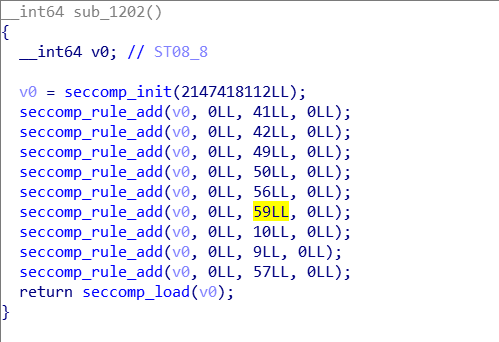 __int64 sub_1202()
{
  __int64 v0; // ST08_8
  v0 = seccomp_init(2147418112LL);
  seccomp_rule_add(v0, 0LL, 41LL, 0LL);
  seccomp_rule_add(v0, 0LL, 42LL, 0LL);
  seccomp_rule_add(v0, 0LL, 49LL, 0LL);
  seccomp_rule_add(v0, 0LL, 50LL, 0LL);
  seccomp_rule_add(v0, 0LL, 56LL, 0LL);
  seccomp_rule_add(v0, 0LL, 59LL, 0LL);
  seccomp_rule_add(v0, 0LL, 10LL, 0LL);
  seccomp_rule_add(v0, 0LL, 9LL, 0LL);
  seccomp_rule_add(v0, 0LL, 57LL, 0LL);
  return seccomp_load(v0);
}